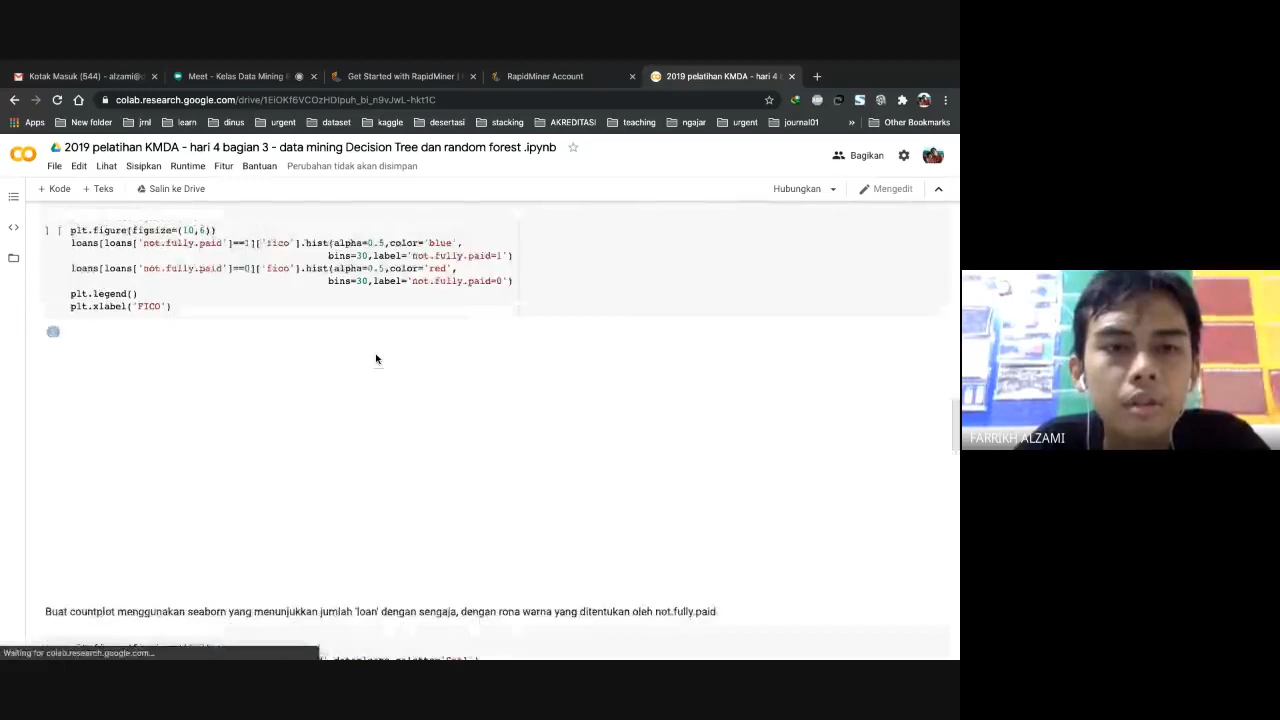 Kotak Masuk (544) - alzami@d
Meet - Kelas Data Mining
Get Started with RapidMiner |
RapidMiner Account
2019 pelatihan KMDA - hari 4 b
colab.research.google.com/drive/1EiOKf6VCOzHDIpuh_bi_n9vJwL-hkt1C
Apps New folder jrnl learn dinus urgent dataset kaggle desertasi stacking AKREDITASI teaching ngajar urgent journal01 » Other Bookmarks
2019 pelatihan KMDA - hari 4 bagian 3 - data mining Decision Tree dan random forest .ipynb
File Edit Lihat Sisipkan Runtime Fitur Bantuan Perubahan tidak akan disimpan
Bagikan
+ Kode + Teks Salin ke Drive
Hubungkan Mengedit
[ ] plt.figure(figsize=(10,6))
loans[loans['not.fully.paid']==1]['fico'].hist(alpha=0.5,color='blue',
bins=30,label='not.fully.paid=1')
loans[loans['not.fully.paid']==0]['fico'].hist(alpha=0.5,color='red',
bins=30,label='not.fully.paid=0')
plt.legend()
plt.xlabel('FICO')
FARRIKH ALZAMI
Buat countplot menggunakan seaborn yang menunjukkan jumlah 'loan' dengan sengaja, dengan rona warna yang ditentukan oleh not.fully.paid
Waiting for colab.research.google.com...